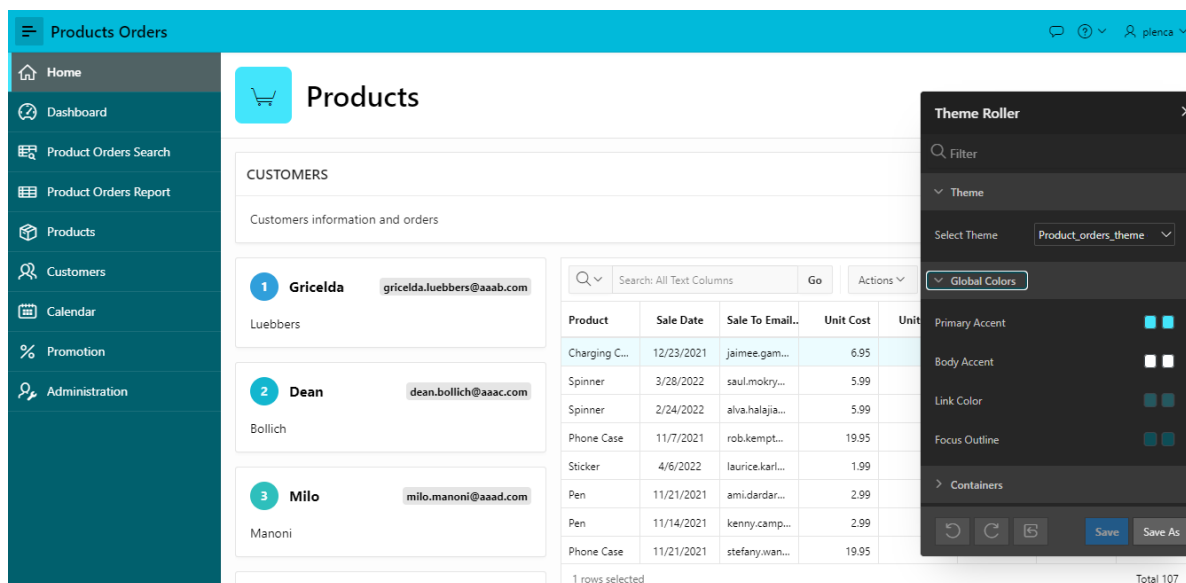 Products Orders
plenca
Home
Dashboard
Product Orders Search
Product Orders Report
Products
Customers
Calendar
Promotion
Administration
Products
CUSTOMERS
Customers information and orders
1 Gricelda gricelda.luebbers@aaab.com
Luebbers
2 Dean dean.bollich@aaac.com
Bollich
3 Milo milo.manoni@aaad.com
Manoni
Search: All Text Columns Go Actions
Product Sale Date Sale To Email.. Unit Cost Unit
Charging C... 12/23/2021 jaimee.gam... 6.95
Spinner 3/28/2022 saul.mokry... 5.99
Spinner 2/24/2022 alva.halajia... 5.99
Phone Case 11/7/2021 rob.kempt... 19.95
Sticker 4/6/2022 laurice.karl... 1.99
Pen 11/21/2021 ami.dardar... 2.99
Pen 11/14/2021 kenny.camp... 2.99
Phone Case 11/21/2021 stefany.wan... 19.95
1 rows selected Total 107
Theme Roller
Filter
Theme
Select Theme Product_orders_theme
Global Colors
Primary Accent
Body Accent
Link Color
Focus Outline
Containers
Save Save As